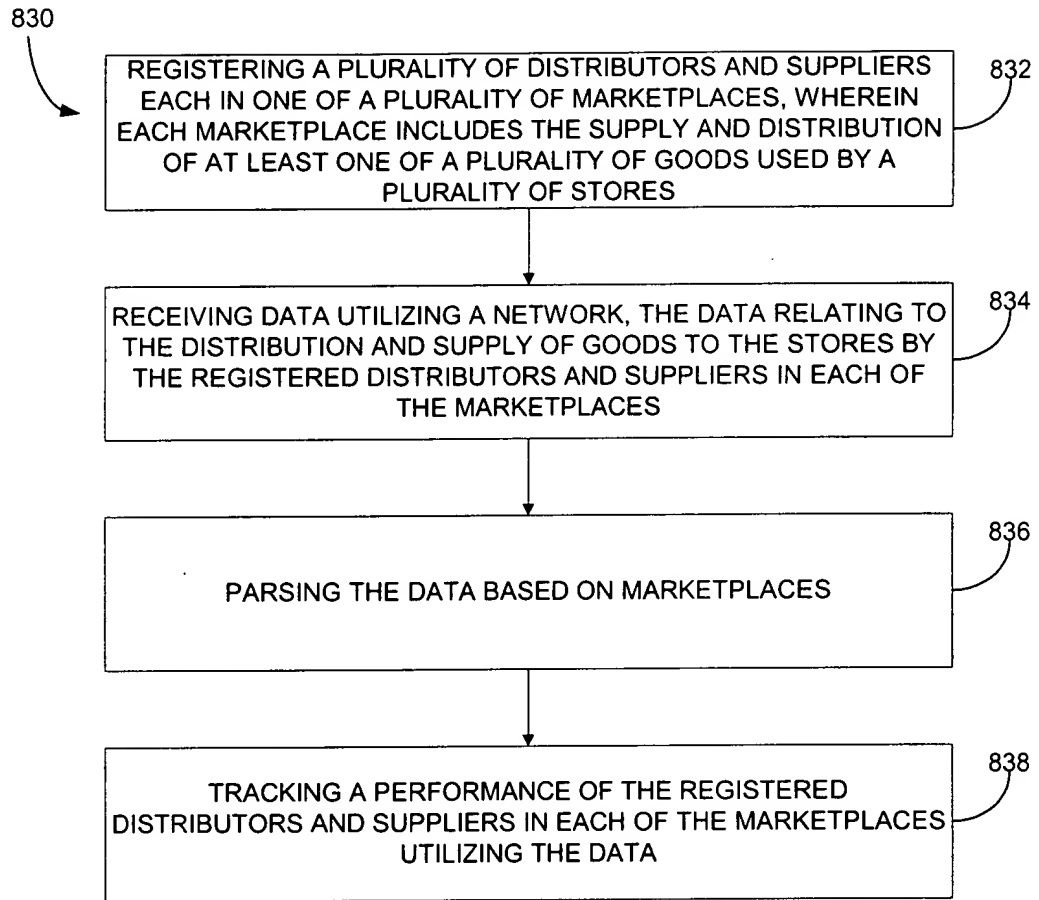 830
REGISTERING A PLURALITY OF DISTRIBUTORS AND SUPPLIERS
EACH IN ONE OF A PLURALITY OF MARKETPLACES, WHEREIN
EACH MARKETPLACE INCLUDES THE SUPPLY AND DISTRIBUTION
OF AT LEAST ONE OF A PLURALITY OF GOODS USED BY A
PLURALITY OF STORES
832
RECEIVING DATA UTILIZING A NETWORK, THE DATA RELATING TO
THE DISTRIBUTION AND SUPPLY OF GOODS TO THE STORES BY
THE REGISTERED DISTRIBUTORS AND SUPPLIERS IN EACH OF
THE MARKETPLACES
834
PARSING THE DATA BASED ON MARKETPLACES
836
TRACKING A PERFORMANCE OF THE REGISTERED
DISTRIBUTORS AND SUPPLIERS IN EACH OF THE MARKETPLACES
UTILIZING THE DATA
838